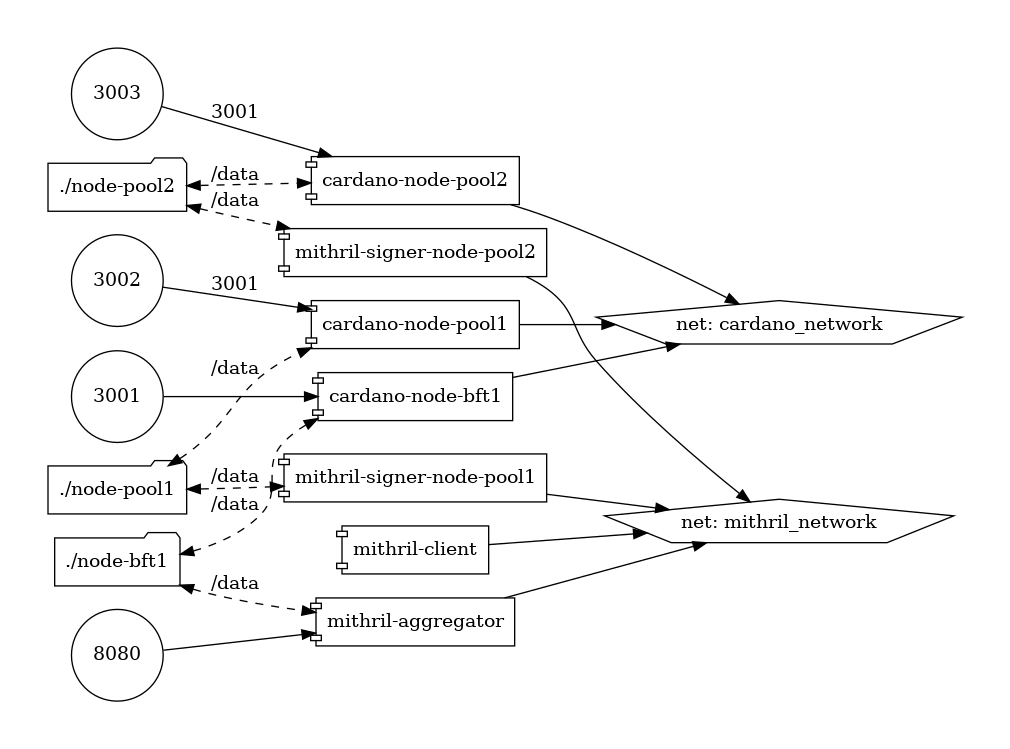 3003
3001
./node-pool2
/data
cardano-node-pool2
/data
mithril-signer-node-pool2
3002
3001
cardano-node-pool1
net: cardano_network
/data
3001
cardano-node-bft1
./node-pool1
/data
mithril-signer-node-pool1
/data
net: mithril_network
./node-bft1
mithril-client
/data
mithril-aggregator
8080